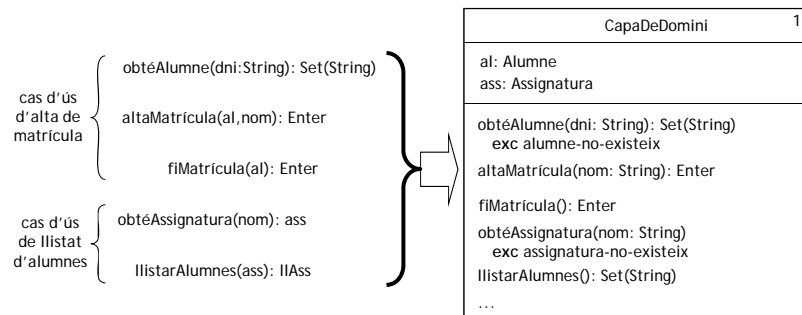 cas d'ús
d'alta de
matrícula
obtéAlumne(dni:String): Set(String)
altaMatrícula(al,nom): Enter
fiMatrícula(al): Enter
cas d'ús
de llistat
d'alumnes
obtéAssignatura(nom): ass
llistarAlumnes(ass): llAss
CapaDeDomini 1
al: Alumne
ass: Assignatura
obtéAlumne(dni: String): Set(String)
exc alumne-no-existeix
altaMatrícula(nom: String): Enter
fiMatrícula(): Enter
obtéAssignatura(nom: String)
exc assignatura-no-existeix
llistarAlumnes(): Set(String)
...